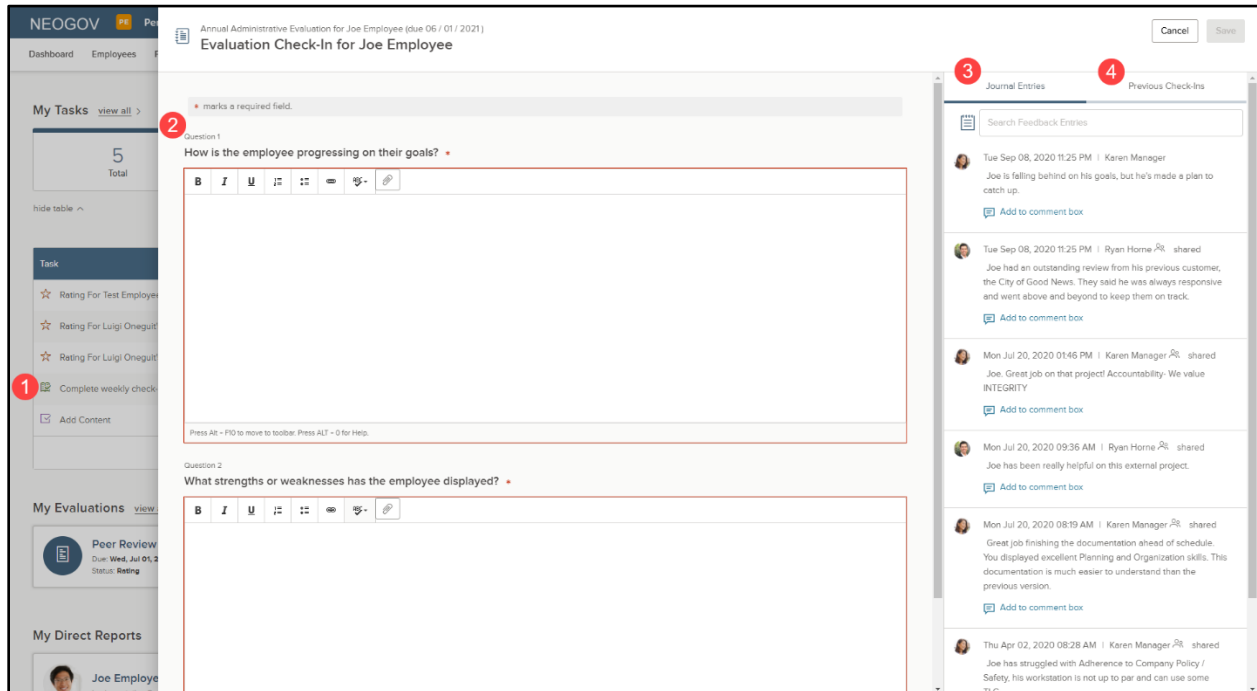 NEOGOV PE Pe
Dashboard Employees
My Tasks view all >
5
Total
hide table
Task
Rating For Test Employe
Rating For Luigi Oneguit
Rating For Luigi Oneguit
1
Complete weekly check-
Add Content
My Evaluations view
Peer Review
Due: Wed, Jul 01, 2
Status: Rating
My Direct Reports
Joe Employe
Annual Administrative Evaluation for Joe Employee (due 06 / 01 / 2021)
Evaluation Check-In for Joe Employee
Cancel Save
* marks a required field.
2
Question 1
How is the employee progressing on their goals? *
B I U
Press Alt + F10 to move to toolbar. Press ALT + 0 for Help.
Question 2
What strengths or weaknesses has the employee displayed? *
B I U
3 4
Journal Entries Previous Check-Ins
Search Feedback Entries
Tue Sep 08, 2020 11:25 PM | Karen Manager
Joe is falling behind on his goals, but he's made a plan to
catch up.
Add to comment box
Tue Sep 08, 2020 11:25 PM | Ryan Horne shared
Joe had an outstanding review from his previous customer,
the City of Good News. They said he was always responsive
and went above and beyond to keep them on track.
Add to comment box
Mon Jul 20, 2020 01:46 PM | Karen Manager shared
Joe. Great job on that project! Accountability- We value
INTEGRITY
Add to comment box
Mon Jul 20, 2020 09:36 AM | Ryan Horne shared
Joe has been really helpful on this external project.
Add to comment box
Mon Jul 20, 2020 08:19 AM | Karen Manager shared
Great job finishing the documentation ahead of schedule.
You displayed excellent Planning and Organization skills. This
documentation is much easier to understand than the
previous version.
Add to comment box
Thu Apr 02, 2020 08:28 AM | Karen Manager shared
Joe has struggled with Adherence to Company Policy /
Safety, his workstation is not up to par and can use some